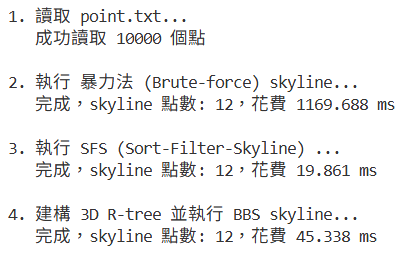 1. 讀取 point.txt...
成功讀取 10000 個點
2. 執行 暴力法 (Brute-force) skyline...
完成，skyline 點數: 12，花費 1169.688 ms
3. 執行 SFS (Sort-Filter-Skyline) ...
完成，skyline 點數: 12，花費 19.861 ms
4. 建構 3D R-tree 並執行 BBS skyline...
完成，skyline 點數: 12，花費 45.338 ms